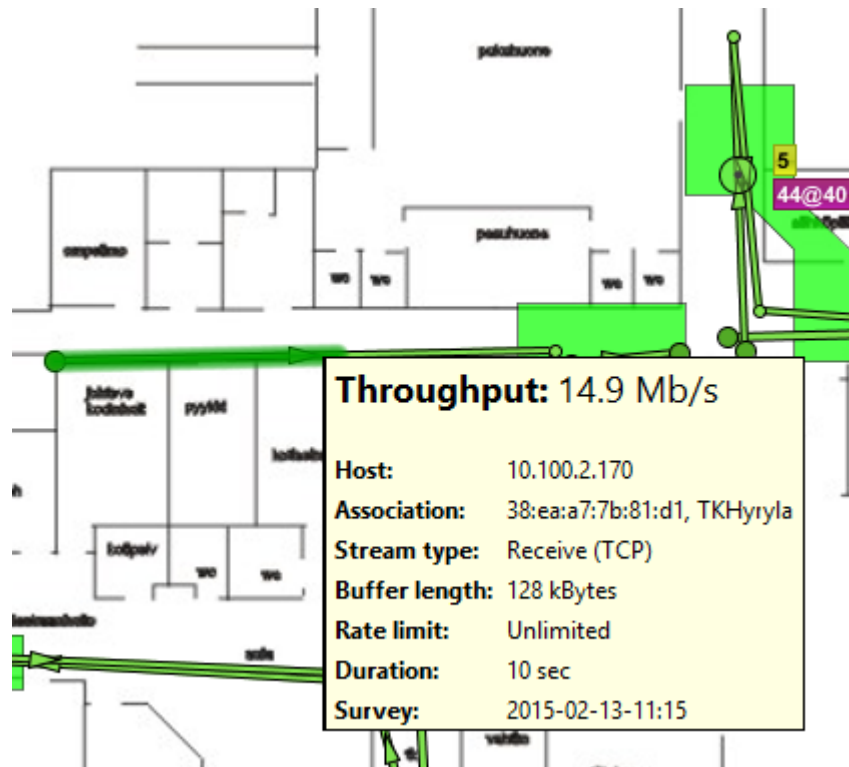 pukuhuone
5
44@40
ompelimo
pesuhuone
wc
wc
wc
wc
pyykki
kotipalv
wc
wc
aula
Throughput: 14.9 Mb/s
Host: 10.100.2.170
Association: 38:ea:a7:7b:81:d1, TKHyryla
Stream type: Receive (TCP)
Buffer length: 128 kBytes
Rate limit: Unlimited
Duration: 10 sec
Survey: 2015-02-13-11:15